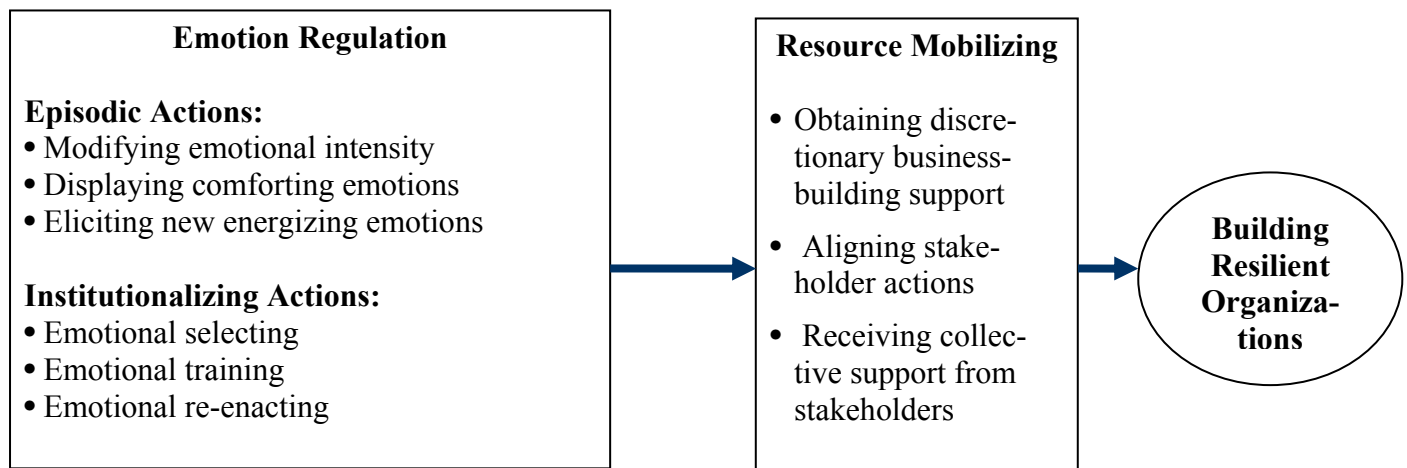 Emotion Regulation
Episodic Actions:
• Modifying emotional intensity
• Displaying comforting emotions
• Eliciting new energizing emotions
Institutionalizing Actions:
• Emotional selecting
• Emotional training
• Emotional re-enacting
Resource Mobilizing
• Obtaining discre-
tionary business-
building support
• Aligning stake-
holder actions
• Receiving collec-
tive support from
stakeholders
Building
Resilient
Organiza-
tions